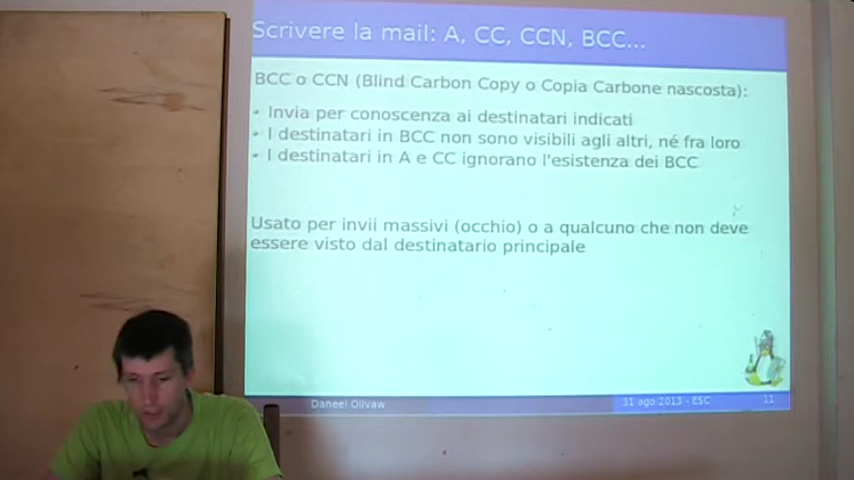 Scrivere la mail: A, CC, CCN, BCC...
BCC o CCN (Blind Carbon Copy o Copia Carbone nascosta):
Invia per conoscenza ai destinatari indicati
I destinatari in BCC non sono visibili agli altri, né fra loro
I destinatari in A e CC ignorano l'esistenza dei BCC
Usato per invii massivi (occhio) o a qualcuno che non deve
essere visto dal destinatario principale
Daneel Olivaw
31 ago 2013 - ESC
11